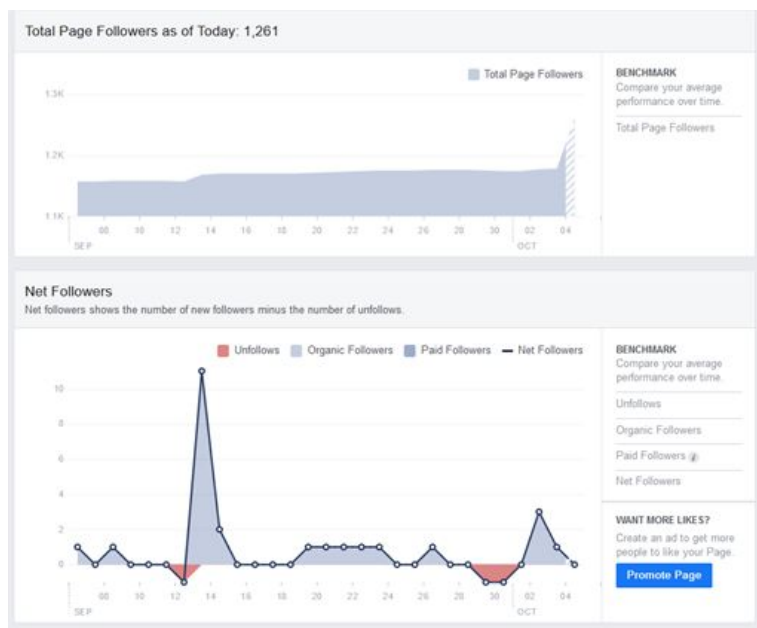 Total Page Followers as of Today: 1,261
Total Page Followers
BENCHMARK
Compare your average
performance over time.
Total Page Followers
1.3K
1.2K
1.1K
08 10 12 14 16 18 20 22 24 26 28 30 02 04
SEP OCT
Net Followers
Net followers shows the number of new followers minus the number of unfollows.
Unfollows Organic Followers Paid Followers Net Followers
BENCHMARK
Compare your average
performance over time.
Unfollows
Organic Followers
Paid Followers i
Net Followers
10
8
6
4
2
0
08 10 12 14 16 18 20 22 24 26 28 30 02 04
SEP OCT
WANT MORE LIKES?
Create an ad to get more
people to like your Page.
Promote Page